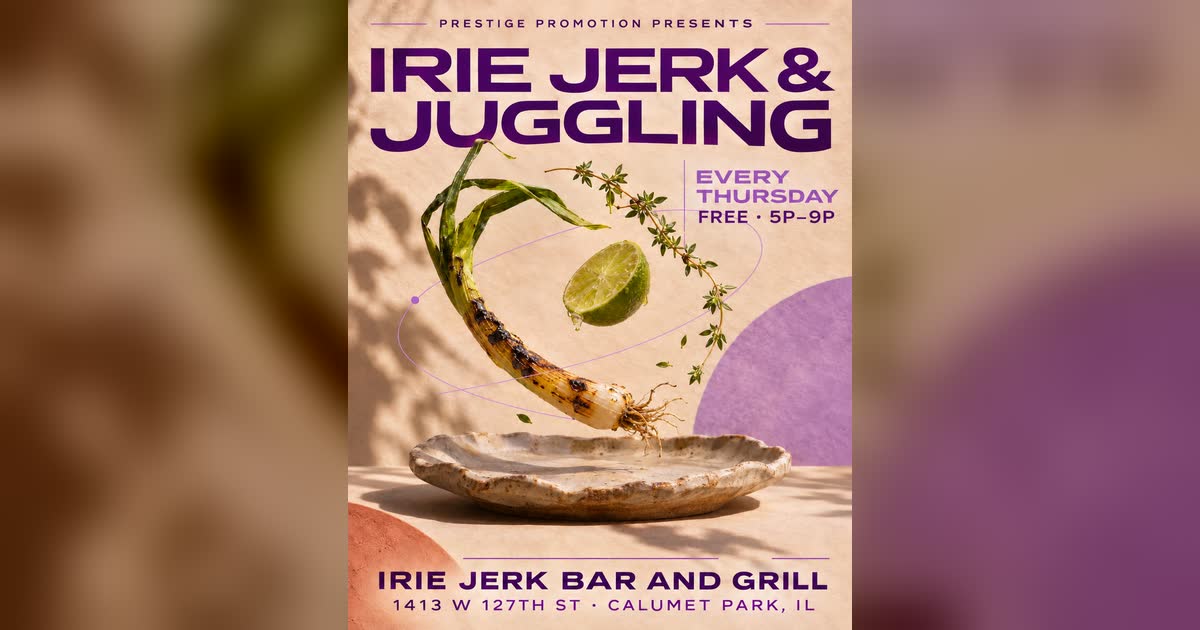 PRESTIGE PROMOTION PRESENTS
IRIE JERK &
JUGGLING
EVERY
THURSDAY
FREE · 5P–9P
IRIE JERK BAR AND GRILL
1413 W 127TH ST · CALUMET PARK, IL